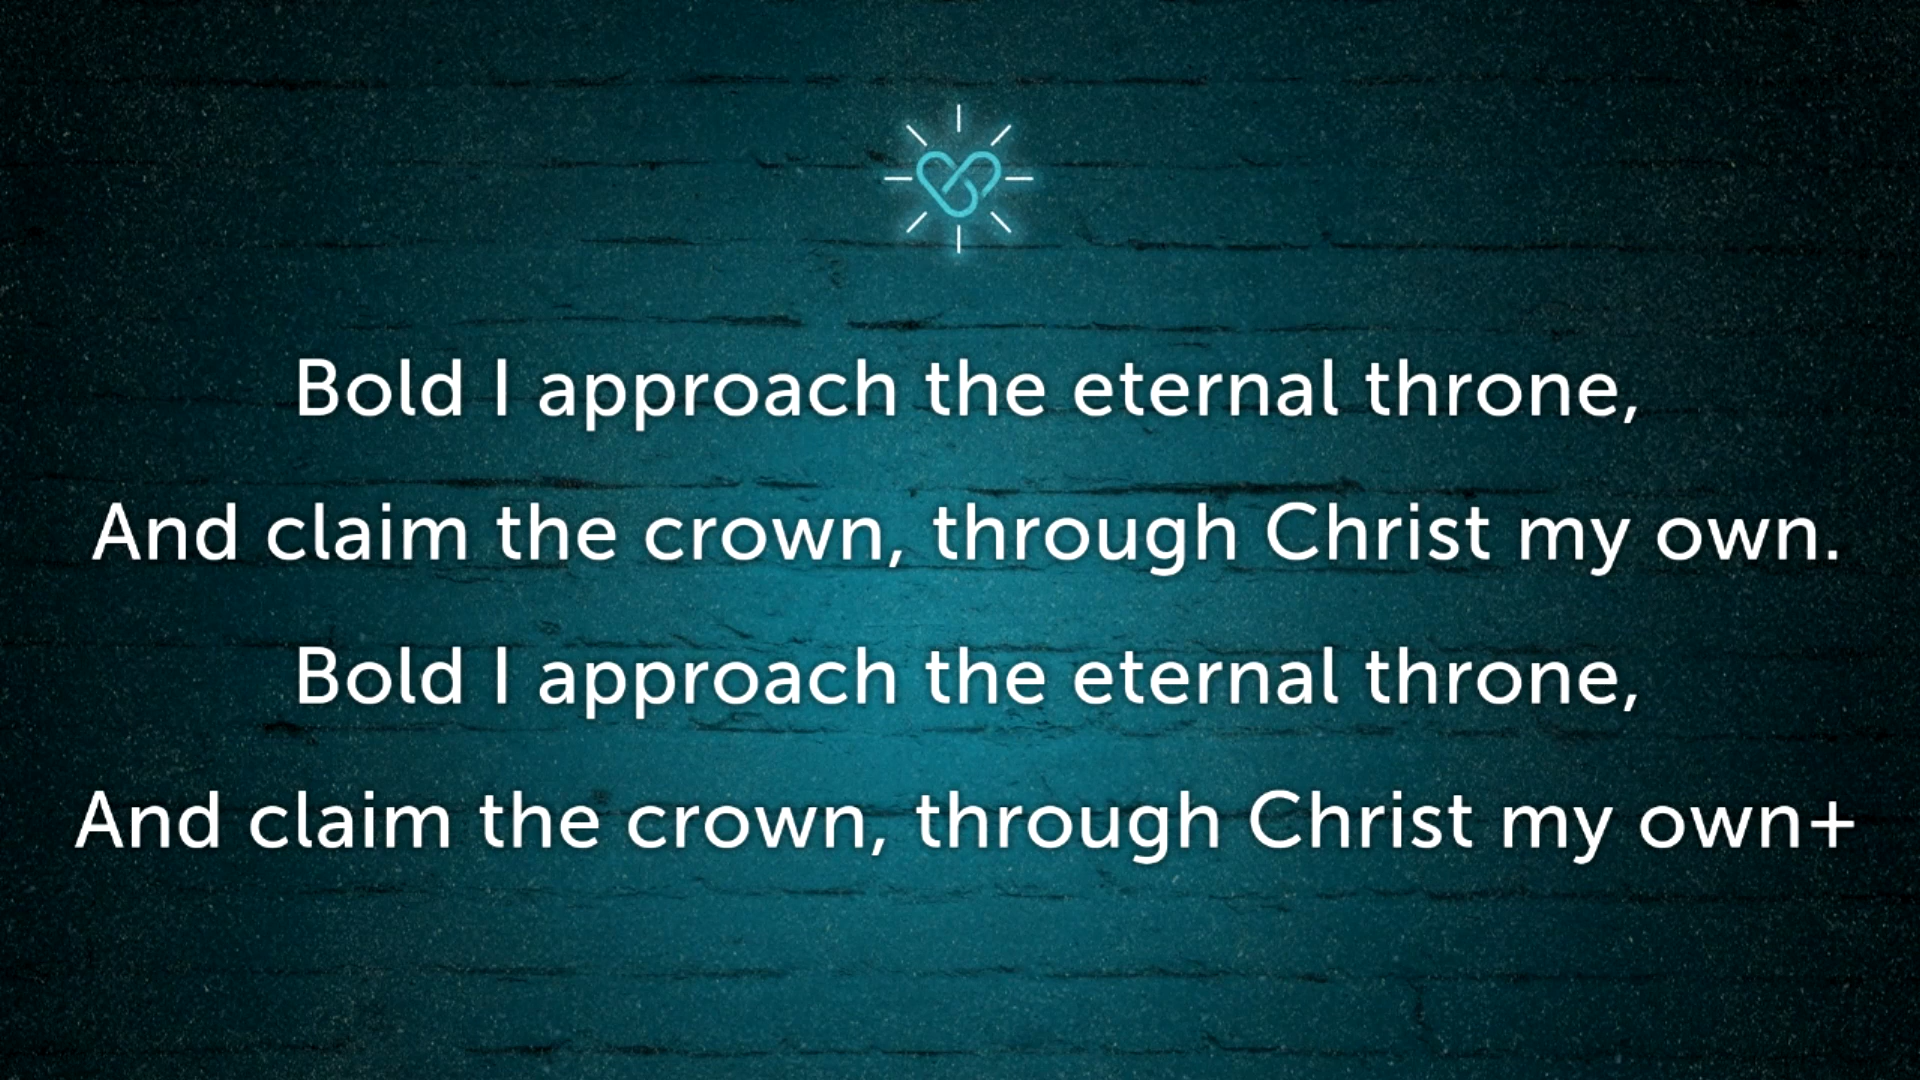 Bold I approach the eternal throne,
And claim the crown, through Christ my own.
Bold I approach the eternal throne,
And claim the crown, through Christ my own+